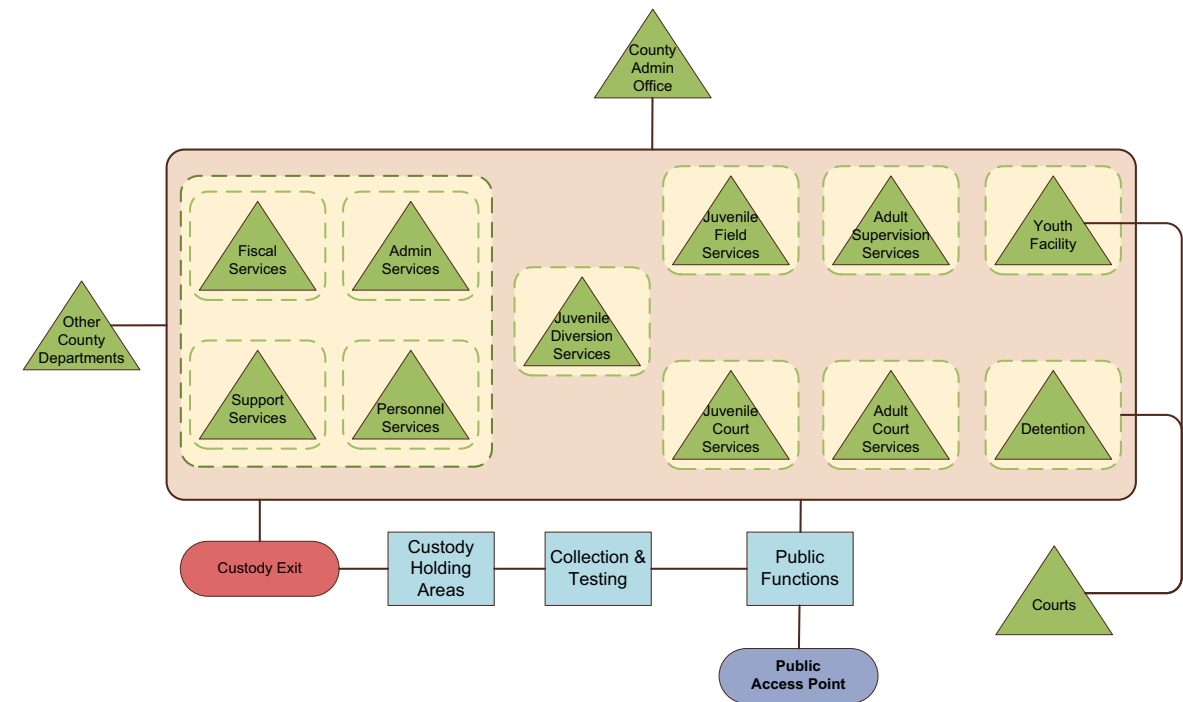 County
Admin
Office
Fiscal
Services
Admin
Services
Juvenile
Field
Services
Adult
Supervision
Services
Youth
Facility
Other
County
Departments
Juvenile
Diversion
Services
Support
Services
Personnel
Services
Juvenile
Court
Services
Adult
Court
Services
Detention
Custody Exit
Custody
Holding
Areas
Collection &
Testing
Public
Functions
Courts
Public
Access Point